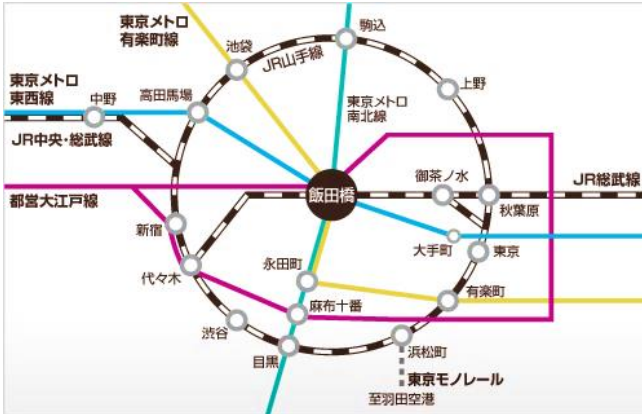 東京メトロ
有楽町線
池袋
JR山手線
駒込
東京メトロ
東西線
中野
高田馬場
東京メトロ
南北線
上野
JR中央・総武線
飯田橋
御茶ノ水
JR総武線
秋葉原
都営大江戸線
新宿
大手町
東京
代々木
永田町
有楽町
麻布十番
渋谷
目黒
浜松町
東京モノレール
至羽田空港